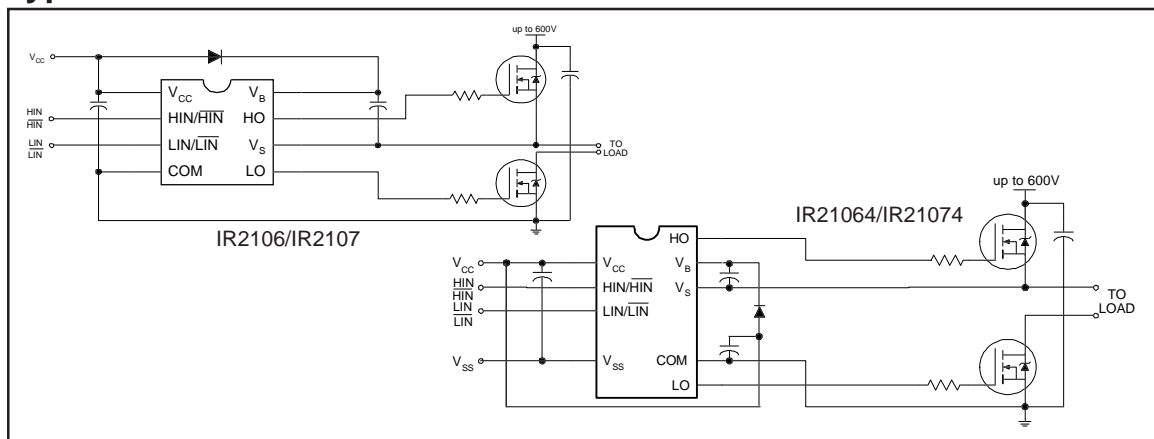 up to 600V
VCC
VCC VB
HIN HIN/HIN HO
HIN
LIN LIN/LIN VS
LIN
TO
LOAD
COM LO
IR2106/IR2107
up to 600V
IR21064/IR21074
HO
VCC VCC VB
HIN HIN/HIN VS
HIN
LIN LIN/LIN
LIN
TO
LOAD
VSS VSS COM
LO